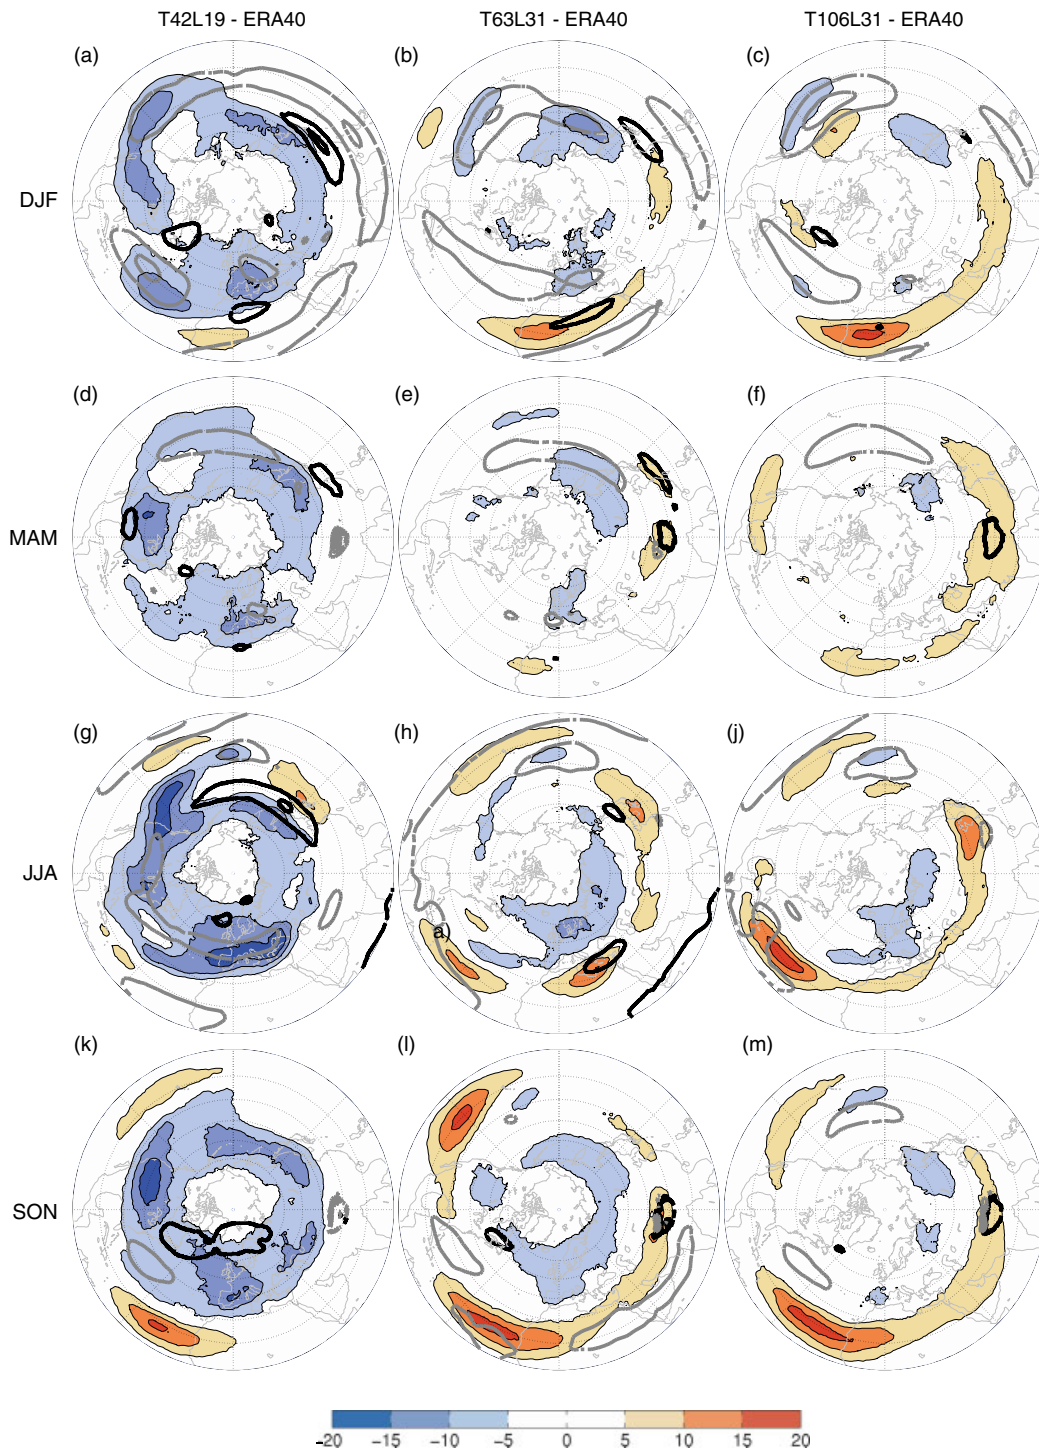 T42L19 - ERA40 T63L31 - ERA40 T106L31 - ERA40
(a) (b) (c)
DJF
(d) (e) (f)
MAM
(g) (h) (j)
JJA
a)
(k) (l) (m)
SON
-20 -15 -10 -5 0 5 10 15 20